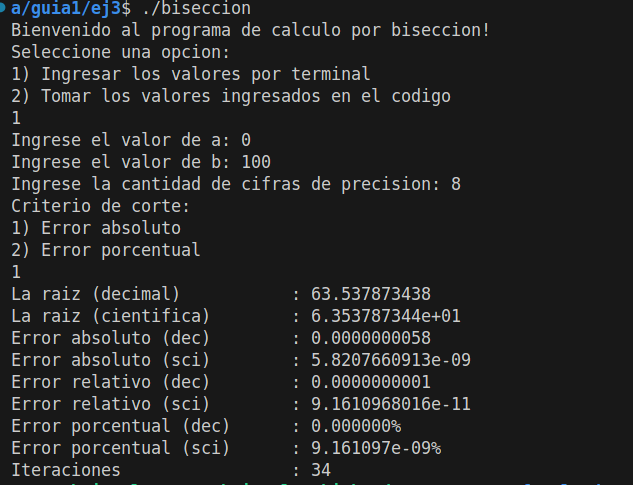 a/guia1/ej3$ ./biseccion
Bienvenido al programa de calculo por biseccion!
Seleccione una opcion:
1) Ingresar los valores por terminal
2) Tomar los valores ingresados en el codigo
1
Ingrese el valor de a: 0
Ingrese el valor de b: 100
Ingrese la cantidad de cifras de precision: 8
Criterio de corte:
1) Error absoluto
2) Error porcentual
1
La raiz (decimal)           : 63.537873438
La raiz (cientifica)        : 6.353787344e+01
Error absoluto (dec)        : 0.0000000058
Error absoluto (sci)        : 5.8207660913e-09
Error relativo (dec)        : 0.0000000001
Error relativo (sci)        : 9.1610968016e-11
Error porcentual (dec)      : 0.000000%
Error porcentual (sci)      : 9.161097e-09%
Iteraciones                 : 34